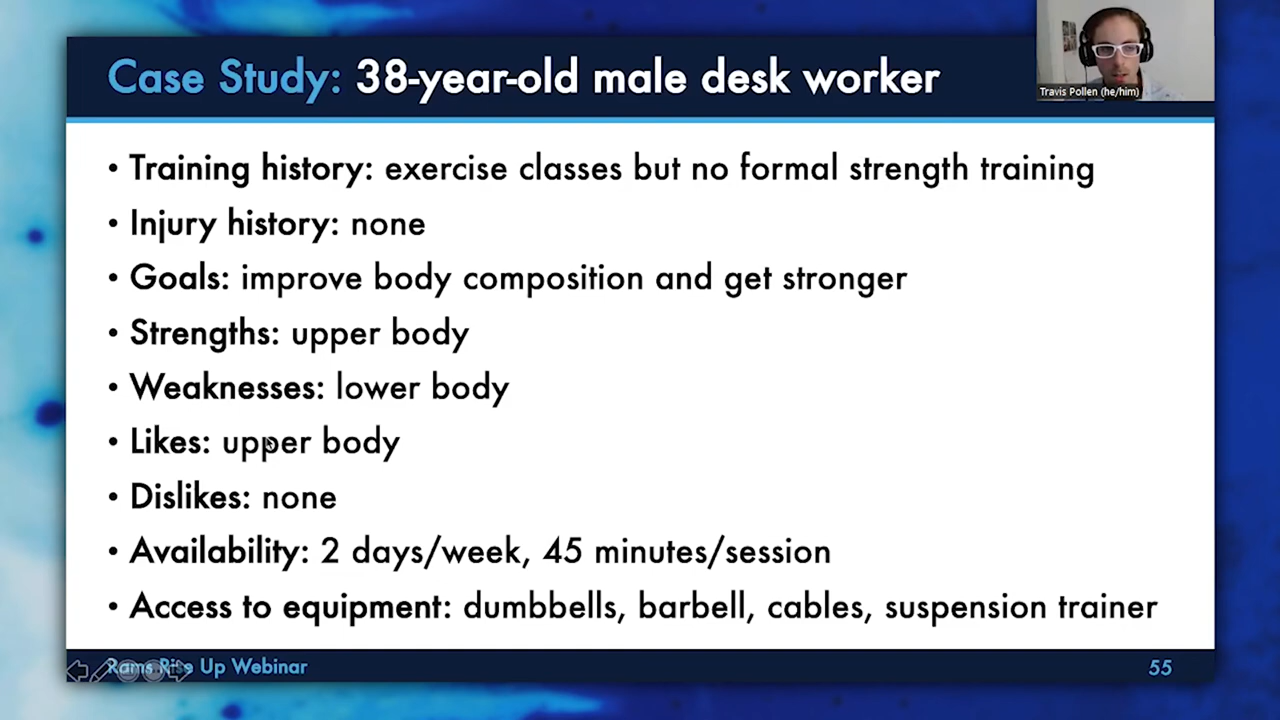 Case Study: 38-year-old male desk worker
Travis Pollen (he/him)
• Training history: exercise classes but no formal strength training
• Injury history: none
• Goals: improve body composition and get stronger
• Strengths: upper body
• Weaknesses: lower body
• Likes: upper body
• Dislikes: none
• Availability: 2 days/week, 45 minutes/session
• Access to equipment: dumbbells, barbell, cables, suspension trainer
Rams Rise Up Webinar
55